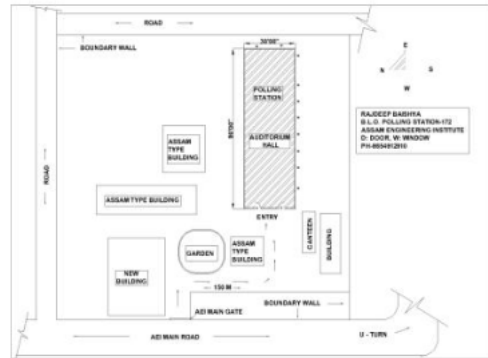 ROAD
30'00"
BOUNDARY WALL
E
N
S
W
POLLING
STATION
RAJDEEP BAISHYA
B.L.O. POLLING STATION-172
ASSAM ENGINEERING INSTITUTE
D: DOOR, W: WINDOW
ASSAM
TYPE
BUILDING
AUDITORIUM
HALL
ROAD
ASSAM TYPE BUILDING
ENTRY
CANTEEN
BUILDING
GARDEN
ASSAM
TYPE
BUILDING
NEW
BUILDING
150 M
BOUNDARY WALL
AEI MAIN GATE
AEI MAIN ROAD
U - TURN